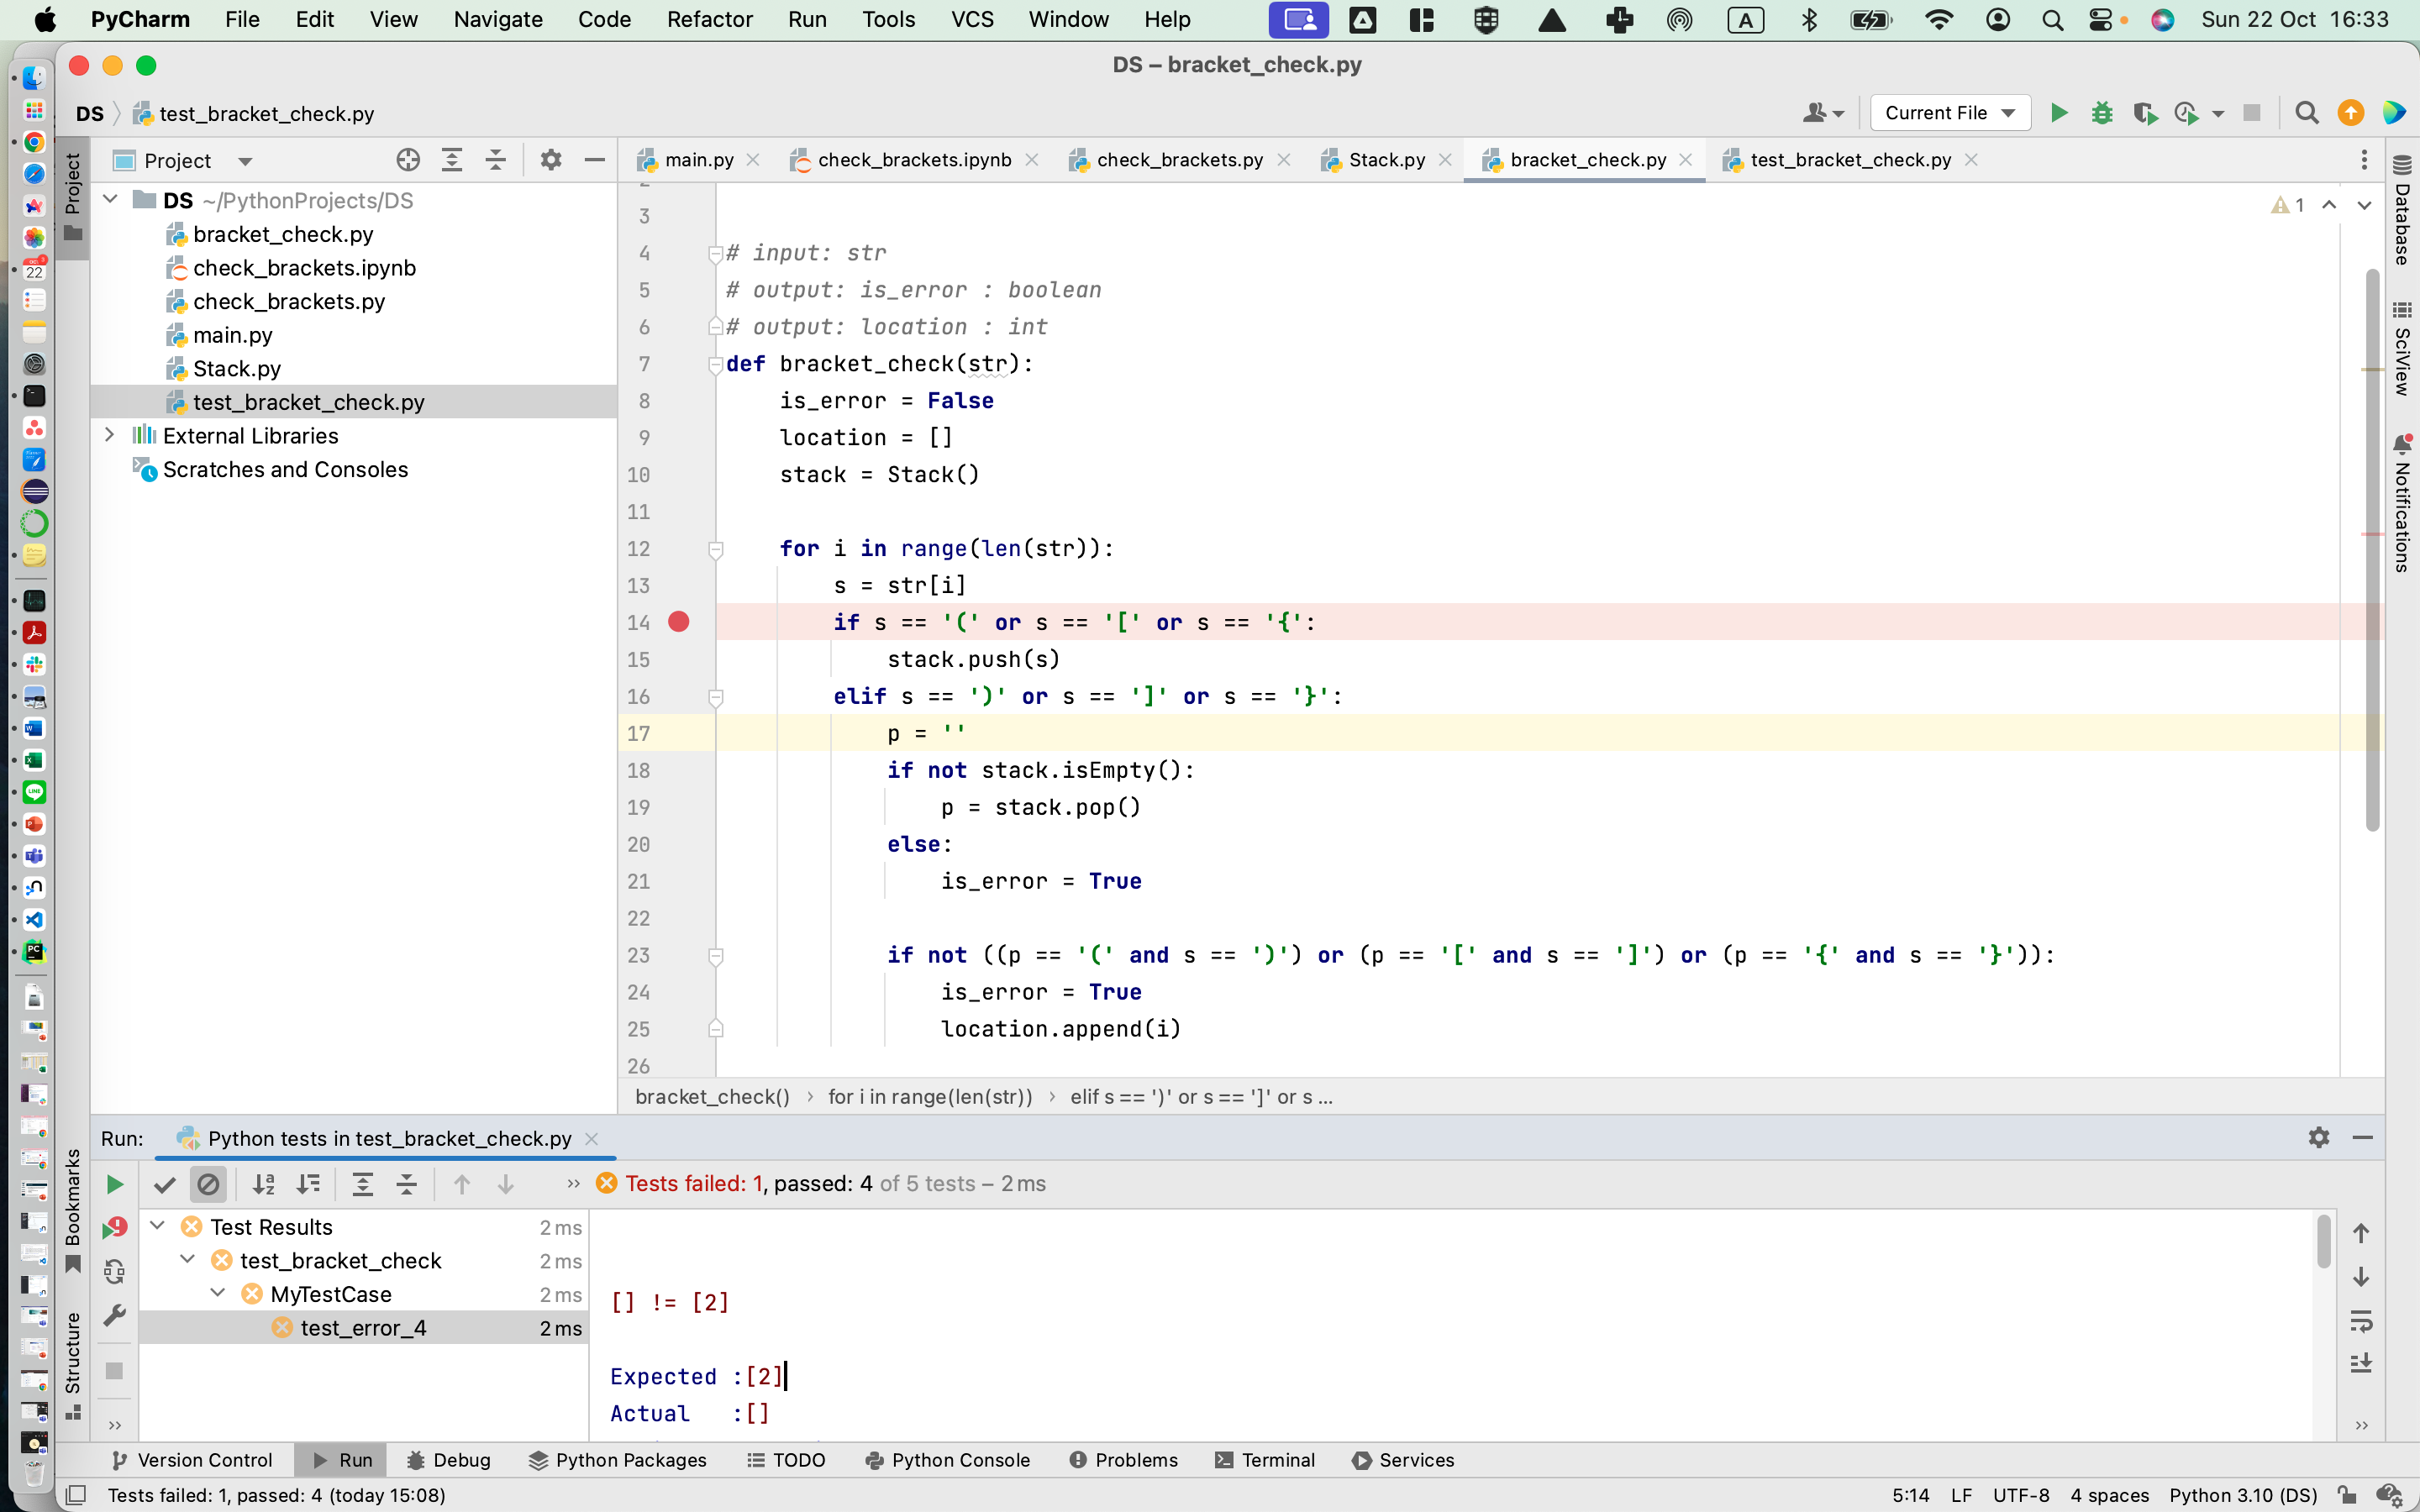 PyCharm File Edit View Navigate Code Refactor Run Tools VCS Window Help A Sun 22 Oct 16:33
DS – bracket_check.py
DS test_bracket_check.py Current File
Project main.py check_brackets.ipynb check_brackets.py Stack.py bracket_check.py test_bracket_check.py
Project
Bookmarks
Structure
DS ~/PythonProjects/DS
bracket_check.py
check_brackets.ipynb
check_brackets.py
main.py
Stack.py
test_bracket_check.py
External Libraries
Scratches and Consoles
3
4 # input: str
5 # output: is_error : boolean
6 # output: location : int
7 def bracket_check(str):
8 is_error = False
9 location = []
10 stack = Stack()
11
12 for i in range(len(str)):
13 s = str[i]
14 if s == '(' or s == '[' or s == '{':
15 stack.push(s)
16 elif s == ')' or s == ']' or s == '}':
17 p = ''
18 if not stack.isEmpty():
19 p = stack.pop()
20 else:
21 is_error = True
22
23 if not ((p == '(' and s == ')') or (p == '[' and s == ']') or (p == '{' and s == '}')):
24 is_error = True
25 location.append(i)
26
1
Database
SciView
Notifications
bracket_check() › for i in range(len(str)) › elif s == ')' or s == ']' or s ...
Run: Python tests in test_bracket_check.py
Tests failed: 1, passed: 4 of 5 tests – 2 ms
Test Results 2 ms
test_bracket_check 2 ms
MyTestCase 2 ms
test_error_4 2 ms
[] != [2]
Expected :[2]
Actual :[]
Version Control Run Debug Python Packages TODO Python Console Problems Terminal Services
Tests failed: 1, passed: 4 (today 15:08) 5:14 LF UTF-8 4 spaces Python 3.10 (DS)
22
PC
LINE